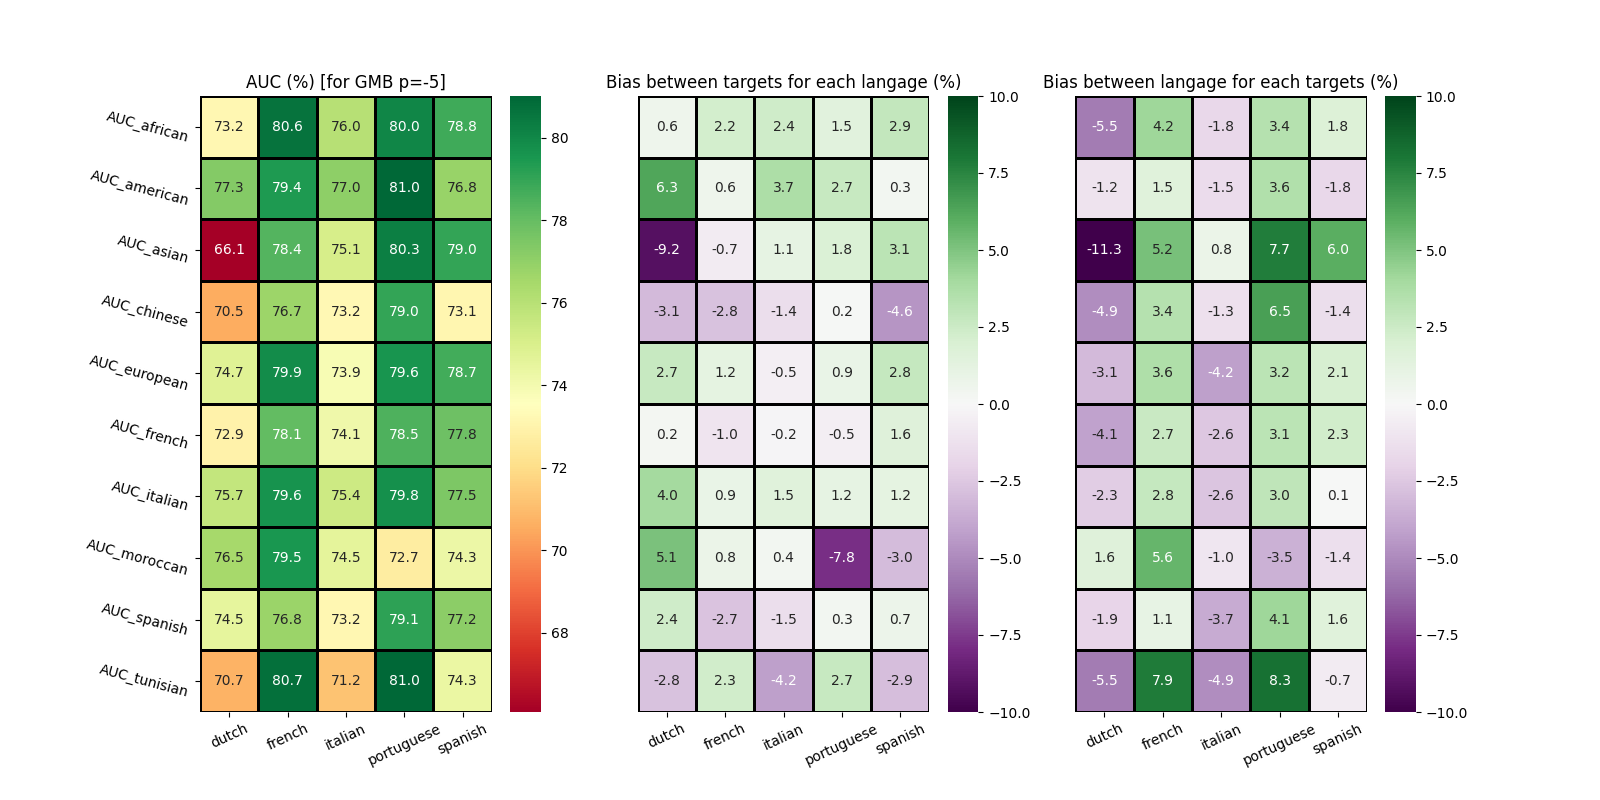 AUC (%) [for GMB p=-5]
AUC_african 73.2 80.6 76.0 80.0 78.8
AUC_american 77.3 79.4 77.0 81.0 76.8
AUC_asian 66.1 78.4 75.1 80.3 79.0
AUC_chinese 70.5 76.7 73.2 79.0 73.1
AUC_european 74.7 79.9 73.9 79.6 78.7
AUC_french 72.9 78.1 74.1 78.5 77.8
AUC_italian 75.7 79.6 75.4 79.8 77.5
AUC_moroccan 76.5 79.5 74.5 72.7 74.3
AUC_spanish 74.5 76.8 73.2 79.1 77.2
AUC_tunisian 70.7 80.7 71.2 81.0 74.3
dutch french italian portuguese spanish
80
78
76
74
72
70
68
Bias between targets for each langage (%)
0.6 2.2 2.4 1.5 2.9
6.3 0.6 3.7 2.7 0.3
-9.2 -0.7 1.1 1.8 3.1
-3.1 -2.8 -1.4 0.2 -4.6
2.7 1.2 -0.5 0.9 2.8
0.2 -1.0 -0.2 -0.5 1.6
4.0 0.9 1.5 1.2 1.2
5.1 0.8 0.4 -7.8 -3.0
2.4 -2.7 -1.5 0.3 0.7
-2.8 2.3 -4.2 2.7 -2.9
dutch french italian portuguese spanish
10.0
7.5
5.0
2.5
0.0
−2.5
−5.0
−7.5
−10.0
Bias between langage for each targets (%)
-5.5 4.2 -1.8 3.4 1.8
-1.2 1.5 -1.5 3.6 -1.8
-11.3 5.2 0.8 7.7 6.0
-4.9 3.4 -1.3 6.5 -1.4
-3.1 3.6 -4.2 3.2 2.1
-4.1 2.7 -2.6 3.1 2.3
-2.3 2.8 -2.6 3.0 0.1
1.6 5.6 -1.0 -3.5 -1.4
-1.9 1.1 -3.7 4.1 1.6
-5.5 7.9 -4.9 8.3 -0.7
dutch french italian portuguese spanish
10.0
7.5
5.0
2.5
0.0
−2.5
−5.0
−7.5
−10.0